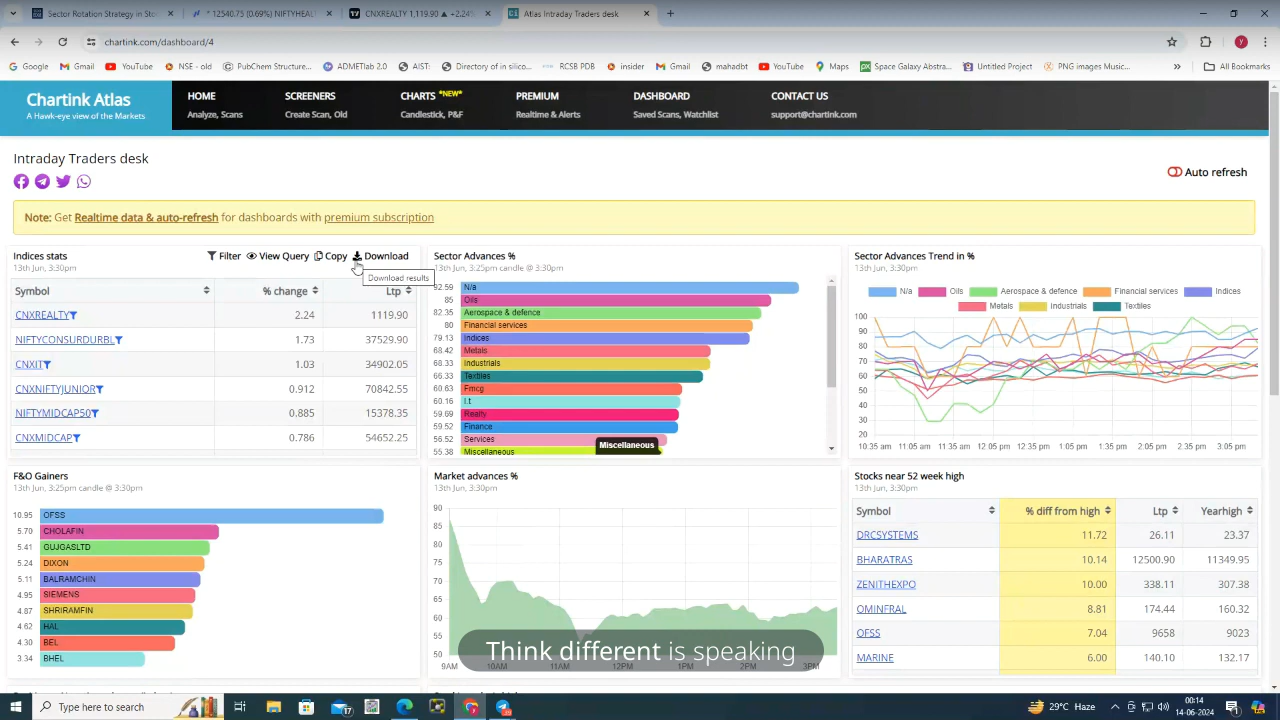 Sector Rotation Strategy in Stoc
* 12540.75 (0.69%) NIFTYHEAL
CNXREALTY 1,119.90 ▲ +2.24%
Atlas Intraday Traders desk
chartink.com/dashboard/4
Google Gmail YouTube NSE - old PubChem Structure... ADMETlab 2.0 AIST: Directory of in silico... RCSB PDB insider Gmail mahadbt YouTube Maps Space Galaxy Abstra... Untitled Project PNG images Music... » All Bookmarks
Chartink Atlas
A Hawk-eye view of the Markets
HOME
Analyze, Scans
SCREENERS
Create Scan, Old
CHARTS *NEW*
Candlestick, P&F
PREMIUM
Realtime & Alerts
DASHBOARD
Saved Scans, Watchlist
CONTACT US
support@chartink.com
Intraday Traders desk
Auto refresh
Note: Get Realtime data & auto-refresh for dashboards with premium subscription
Indices stats
Filter View Query Copy Download
13th Jun, 3:30pm
Download results
Symbol % change Ltp
CNXREALTY 2.24 1119.90
NIFTYCONSURDURBL 1.73 37529.90
CNXIT 1.03 34902.05
CNXNIFTYJUNIOR 0.912 70842.55
NIFTYMIDCAP50 0.885 15378.35
CNXMIDCAP 0.786 54652.25
Sector Advances %
13th Jun, 3:25pm candle @ 3:30pm
92.59 N/a
85 Oils
82.35 Aerospace & defence
80 Financial services
79.13 Indices
68.42 Metals
68.33 Industrials
66.33 Textiles
63.16 Fmcg
60.16 I.t
59.69 Realty
59.52 Finance
56.52 Services
55.38 Miscellaneous
Miscellaneous
Sector Advances Trend in %
13th Jun, 3:30pm
N/a Oils Aerospace & defence Financial services Indices
Metals Industrials Textiles
100
90
80
70
60
50
40
30
20
10:35 am 11:05 am 11:35 am 12:05 pm 12:35 pm 1:05 pm 1:35 pm 2:05 pm 2:35 pm 3:05 pm
F&O Gainers
13th Jun, 3:25pm candle @ 3:30pm
10.95 OFSS
5.70 CHOLAFIN
5.41 GUJGASLTD
5.24 DIXON
5.11 BALRAMCHIN
4.95 SIEMENS
4.87 SHRIRAMFIN
4.62 HAL
4.30 BEL
3.34 BHEL
Market advances %
13th Jun, 3:30pm
90
85
80
75
70
65
60
55
50
9AM 10AM 11AM 12PM 1PM 2PM 3PM
Think different is speaking
Stocks near 52 week high
13th Jun, 3:30pm
Symbol % diff from high Ltp Yearhigh
DRCSYSTEMS 11.72 26.11 23.37
BHARATRAS 10.14 12500.90 11349.95
ZENITHEXPO 10.00 338.11 307.38
OMINFRAL 8.81 174.44 160.32
OFSS 7.04 9658 9023
MARINE 6.00 140.10 132.17
Type here to search
17
29°C Haze
00:14
14-06-2024